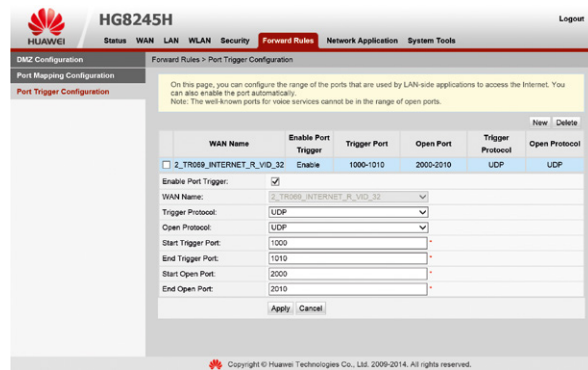 HG8245H
Logout
HUAWEI
Status WAN LAN WLAN Security Forward Rules Network Application System Tools
DMZ Configuration
Port Mapping Configuration
Port Trigger Configuration
Forward Rules > Port Trigger Configuration
On this page, you can configure the range of the ports that are used by LAN-side applications to access the Internet. You
can also enable the port automatically.
Note: The well-known ports for voice services cannot be in the range of open ports.
New Delete
WAN Name Enable Port Trigger Trigger Port Open Port Trigger Protocol Open Protocol
2_TR069_INTERNET_R_VID_32 Enable 1000-1010 2000-2010 UDP UDP
Enable Port Trigger:
WAN Name: 2_TR069_INTERNET_R_VID_32
Trigger Protocol: UDP
Open Protocol: UDP
Start Trigger Port: 1000 *
End Trigger Port: 1010 *
Start Open Port: 2000 *
End Open Port: 2010 *
Apply Cancel
Copyright © Huawei Technologies Co., Ltd. 2009-2014. All rights reserved.